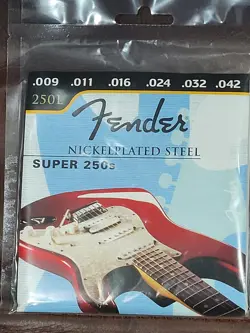 .009 .011 .016 .024 .032 .042
250L
Fender
NICKELPLATED STEEL
SUPER 250s